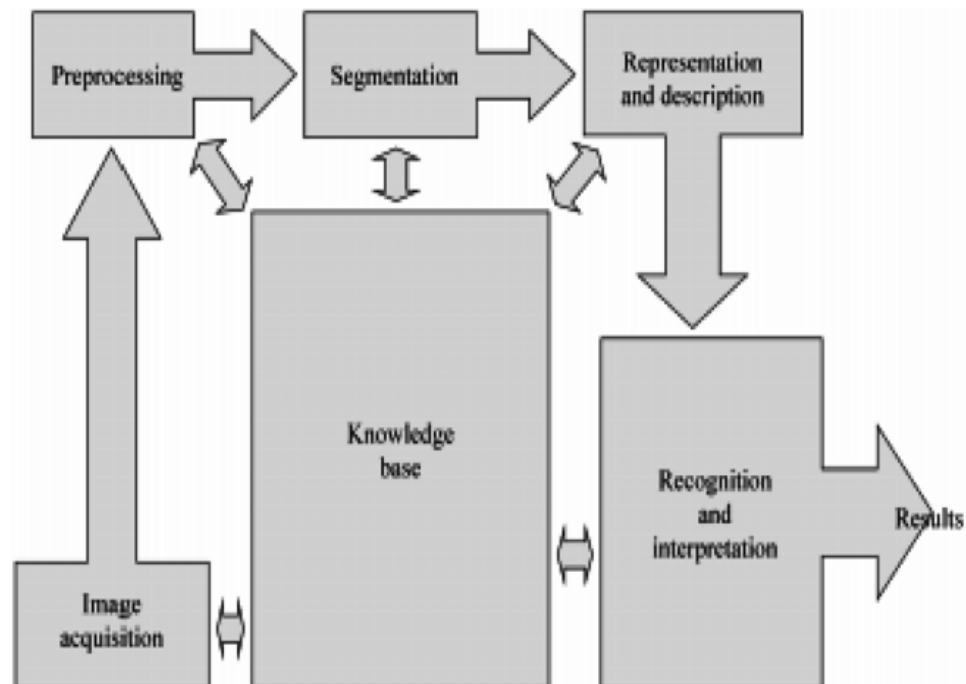 Preprocessing
Segmentation
Representation
and description
Knowledge
base
Recognition
and
interpretation
Results
Image
acquisition